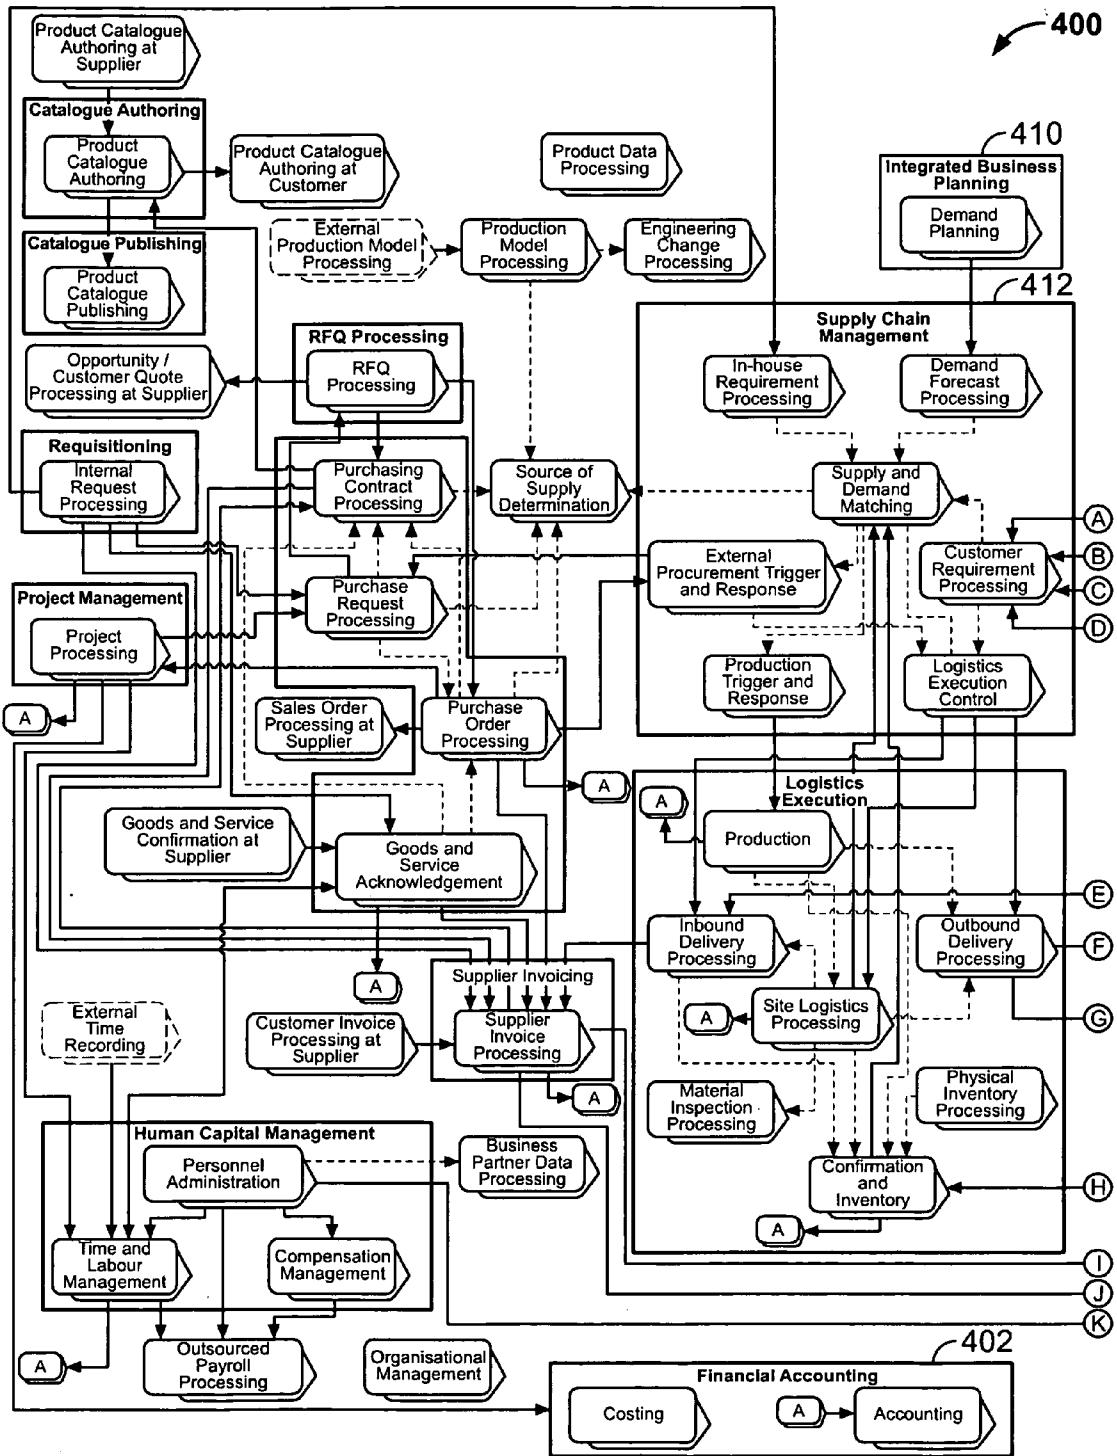 400
Product Catalogue
Authoring at
Supplier
Catalogue Authoring
Product
Catalogue
Authoring
Product Catalogue
Authoring at
Customer
Product Data
Processing
410
Integrated Business
Planning
Demand
Planning
Catalogue Publishing
Product
Catalogue
Publishing
External
Production Model
Processing
Production
Model
Processing
Engineering
Change
Processing
412
Supply Chain
Management
RFQ Processing
RFQ
Processing
Opportunity /
Customer Quote
Processing at Supplier
In-house
Requirement
Processing
Demand
Forecast
Processing
Requisitioning
Internal
Request
Processing
Purchasing
Contract
Processing
Source of
Supply
Determination
Supply and
Demand
Matching
A
B
C
D
Customer
Requirement
Processing
External
Procurement Trigger
and Response
Purchase
Request
Processing
Project Management
Project
Processing
A
Production
Trigger and
Response
Logistics
Execution
Control
Sales Order
Processing at
Supplier
Purchase
Order
Processing
A
Logistics
Execution
A
Production
Goods and Service
Confirmation at
Supplier
Goods and
Service
Acknowledgement
A
E
Inbound
Delivery
Processing
Outbound
Delivery
Processing
F
Supplier Invoicing
Supplier
Invoice
Processing
A
Customer Invoice
Processing at
Supplier
External
Time
Recording
A
Site Logistics
Processing
G
Material
Inspection
Processing
Physical
Inventory
Processing
Human Capital Management
Personnel
Administration
Business
Partner Data
Processing
Confirmation
and
Inventory
H
A
Time and
Labour
Management
Compensation
Management
I
J
K
A
Outsourced
Payroll
Processing
Organisational
Management
402
Financial Accounting
Costing
A
Accounting